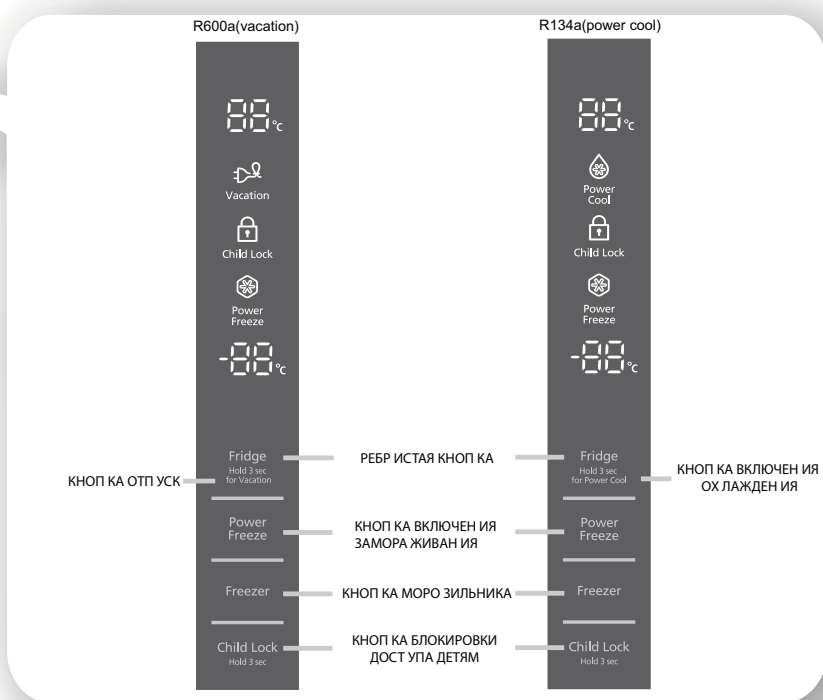 R600a(vacation)
R134a(power cool)
88°C
Vacation
Child Lock
Power
Freeze
-88°C
Fridge
Hold 3 sec
for Vacation
Power
Freeze
Freezer
Child Lock
Hold 3 sec
КНОП КА ОТП УСК
РЕБР ИСТАЯ КНОП КА
КНОП КА ВКЛЮЧЕН ИЯ
ЗАМОРА ЖИВАН ИЯ
КНОП КА МОРО ЗИЛЬНИКА
КНОП КА БЛОКИРОВКИ
ДОСТ УПА ДЕТЯМ
88°C
Power
Cool
Child Lock
Power
Freeze
-88°C
Fridge
Hold 3 sec
for Power Cool
Power
Freeze
Freezer
Child Lock
Hold 3 sec
КНОП КА ВКЛЮЧЕН ИЯ
ОХ ЛАЖДЕН ИЯ